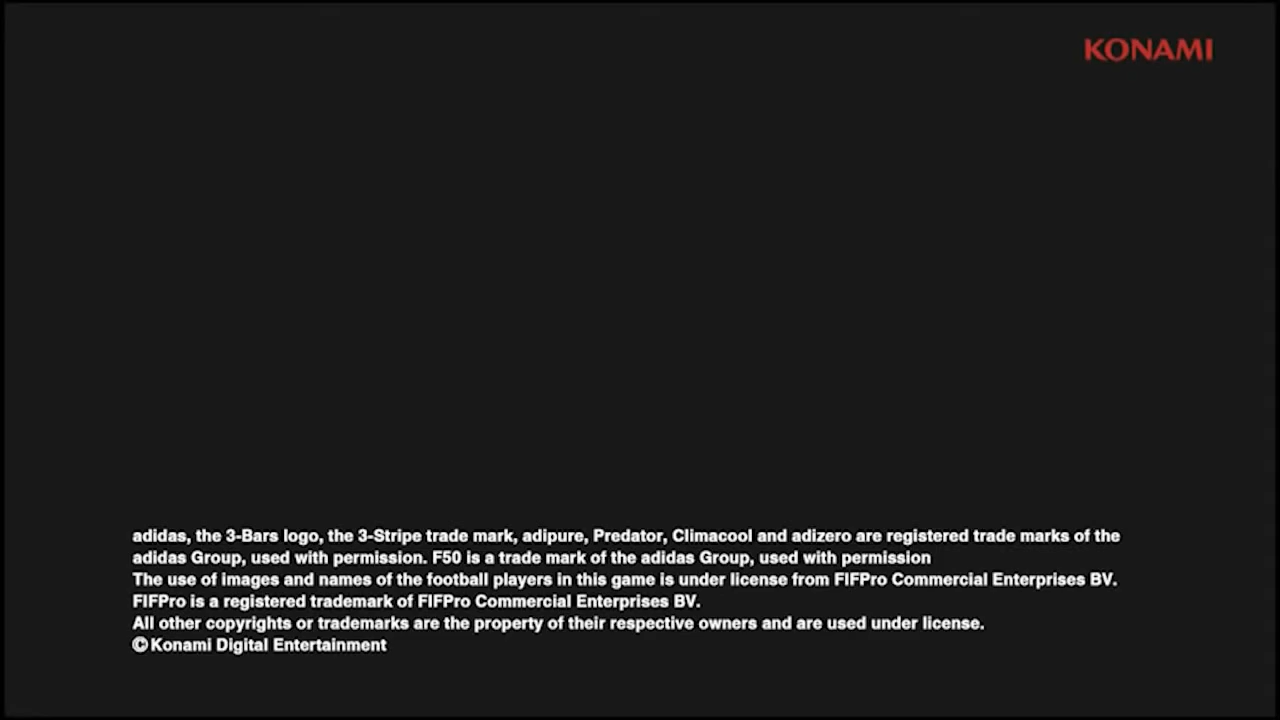 KONAMI
adidas, the 3-Bars logo, the 3-Stripe trade mark, adipure, Predator, Climacool and adizero are registered trade marks of the
adidas Group, used with permission. F50 is a trade mark of the adidas Group, used with permission
The use of images and names of the football players in this game is under license from FIFPro Commercial Enterprises BV.
FIFPro is a registered trademark of FIFPro Commercial Enterprises BV.
All other copyrights or trademarks are the property of their respective owners and are used under license.
© Konami Digital Entertainment